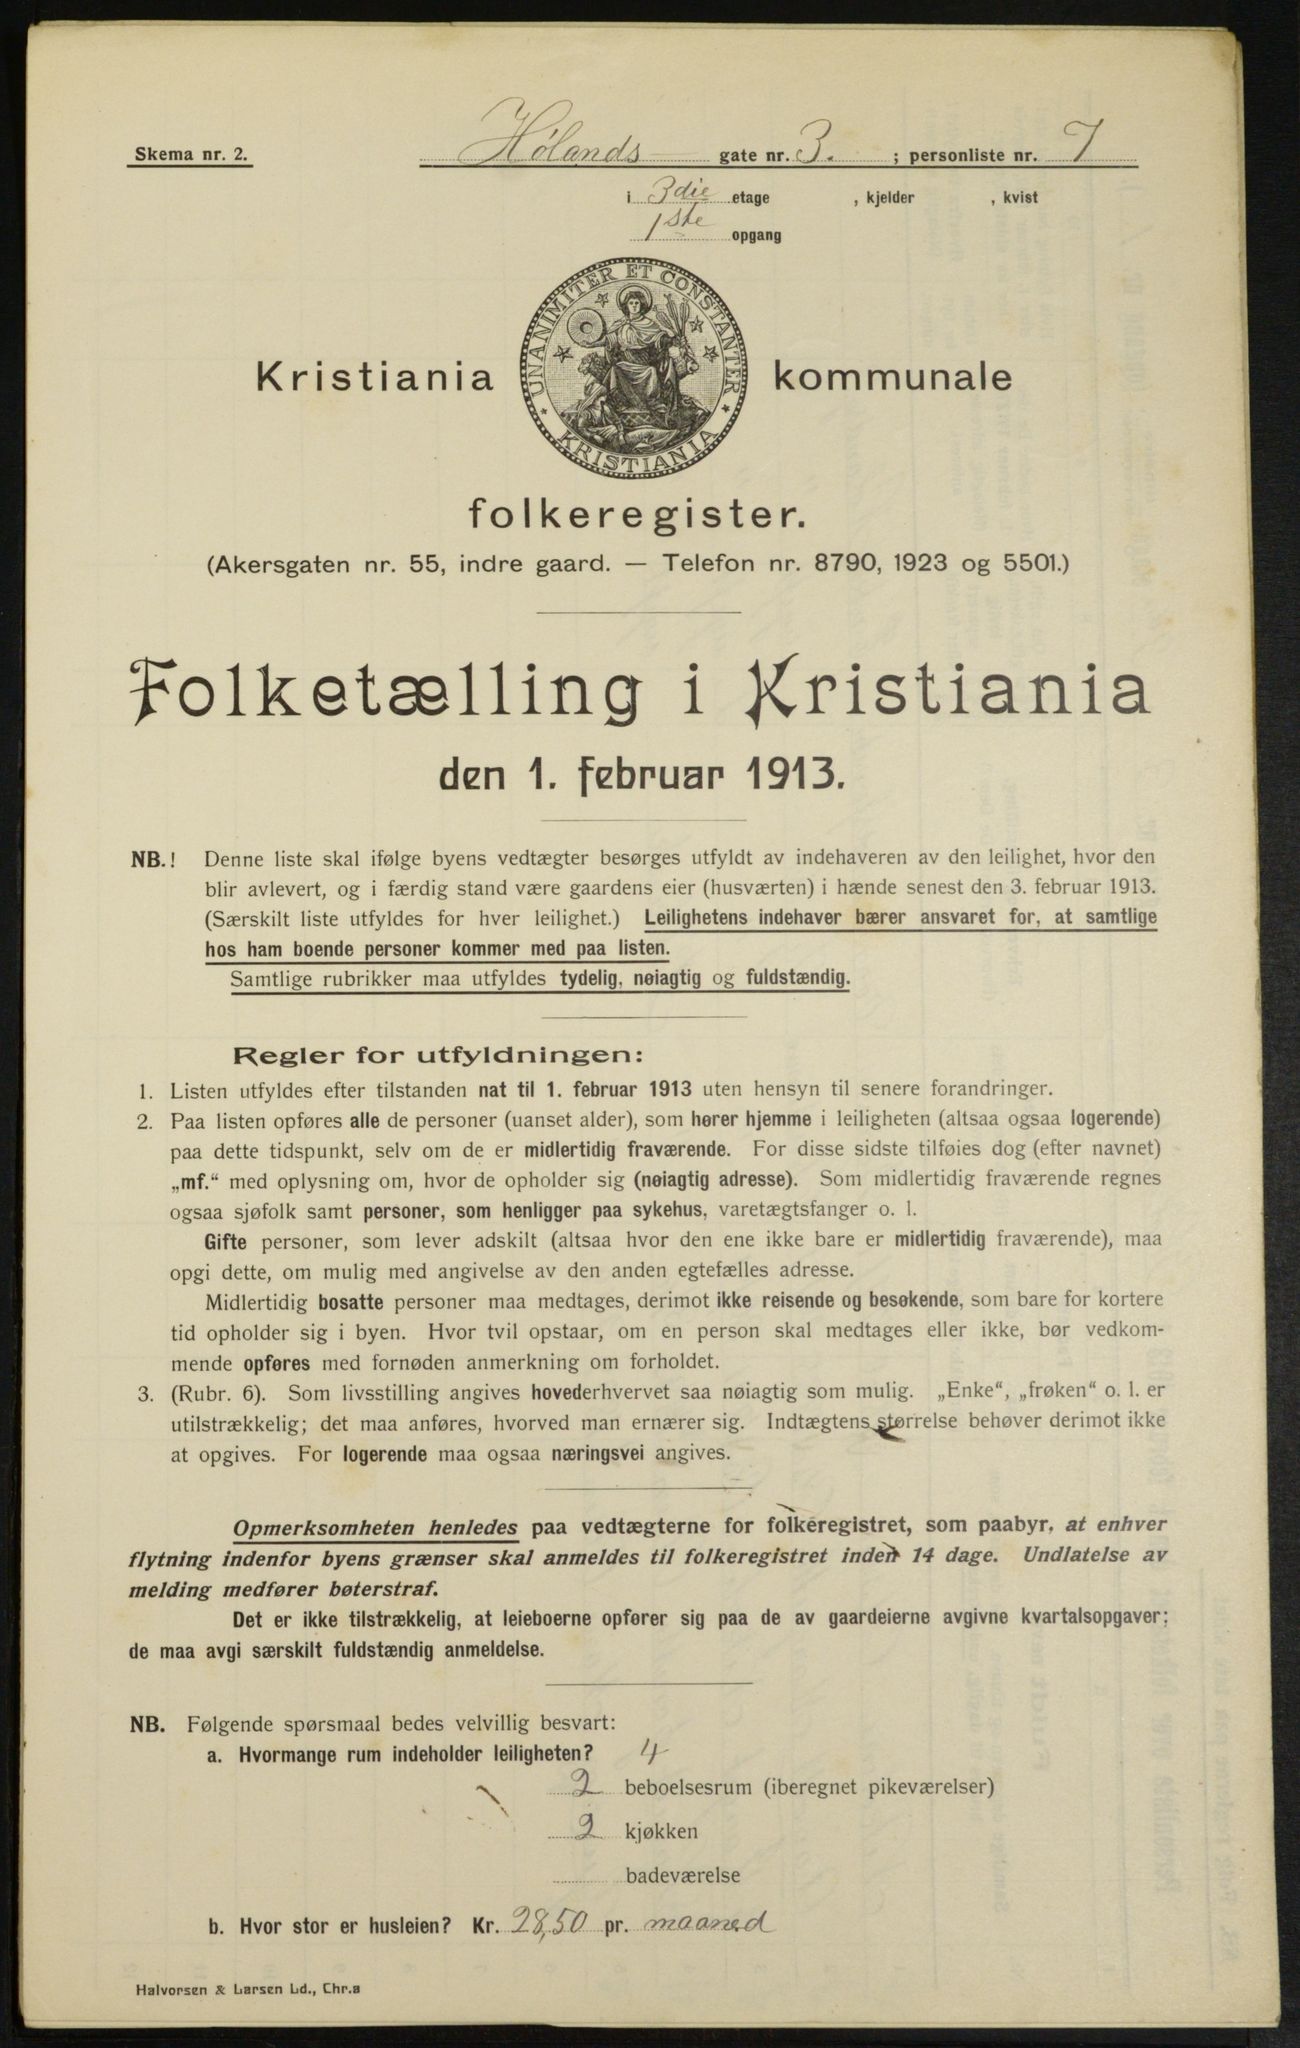 Skema nr. 2.
Hølands gate nr. 3. ; personliste nr. 7
i 3die etage , kjelder , kvist
1ste opgang
UNANIMITER ET CONSTANTER * KRISTIANIA *
Kristiania kommunale
folkeregister.
(Akersgaten nr. 55, indre gaard. — Telefon nr. 8790, 1923 og 5501.)
Folketælling i Kristiania
den 1. februar 1913.
NB.! Denne liste skal ifølge byens vedtægter besørges utfyldt av indehaveren av den leilighet, hvor den
blir avlevert, og i færdig stand være gaardens eier (husværten) i hænde senest den 3. februar 1913.
(Særskilt liste utfyldes for hver leilighet.) Leilighetens indehaver bærer ansvaret for, at samtlige
hos ham boende personer kommer med paa listen.
Samtlige rubrikker maa utfyldes tydelig, nøiagtig og fuldstændig.
Regler for utfyldningen:
1. Listen utfyldes efter tilstanden nat til 1. februar 1913 uten hensyn til senere forandringer.
2. Paa listen opføres alle de personer (uanset alder), som hører hjemme i leiligheten (altsaa ogsaa logerende)
paa dette tidspunkt, selv om de er midlertidig fraværende. For disse sidste tilføies dog (efter navnet)
„mf.“ med oplysning om, hvor de opholder sig (nøiagtig adresse). Som midlertidig fraværende regnes
ogsaa sjøfolk samt personer, som henligger paa sykehus, varetægtsfanger o. l.
Gifte personer, som lever adskilt (altsaa hvor den ene ikke bare er midlertidig fraværende), maa
opgi dette, om mulig med angivelse av den anden egtefælles adresse.
Midlertidig bosatte personer maa medtages, derimot ikke reisende og besøkende, som bare for kortere
tid opholder sig i byen. Hvor tvil opstaar, om en person skal medtages eller ikke, bør vedkom-
mende opføres med fornøden anmerkning om forholdet.
3. (Rubr. 6). Som livsstilling angives hovederhvervet saa nøiagtig som mulig. „Enke“, „frøken“ o. l. er
utilstrækkelig; det maa anføres, hvorved man ernærer sig. Indtægtens størrelse behøver derimot ikke
at opgives. For logerende maa ogsaa næringsvei angives.
Opmerksomheten henledes paa vedtægterne for folkeregistret, som paabyr, at enhver
flytning indenfor byens grænser skal anmeldes til folkeregistret inden 14 dage. Undlatelse av
melding medfører bøterstraf.
Det er ikke tilstrækkelig, at leieboerne opfører sig paa de av gaardeierne avgivne kvartalsopgaver;
de maa avgi særskilt fuldstændig anmeldelse.
NB. Følgende spørsmaal bedes velvillig besvart:
a. Hvormange rum indeholder leiligheten? 4
2 beboelsesrum (iberegnet pikeværelser)
2 kjøkken
badeværelse
b. Hvor stor er husleien? Kr. 28,50 pr. maaned
Halvorsen & Larsen Ld., Chr.a